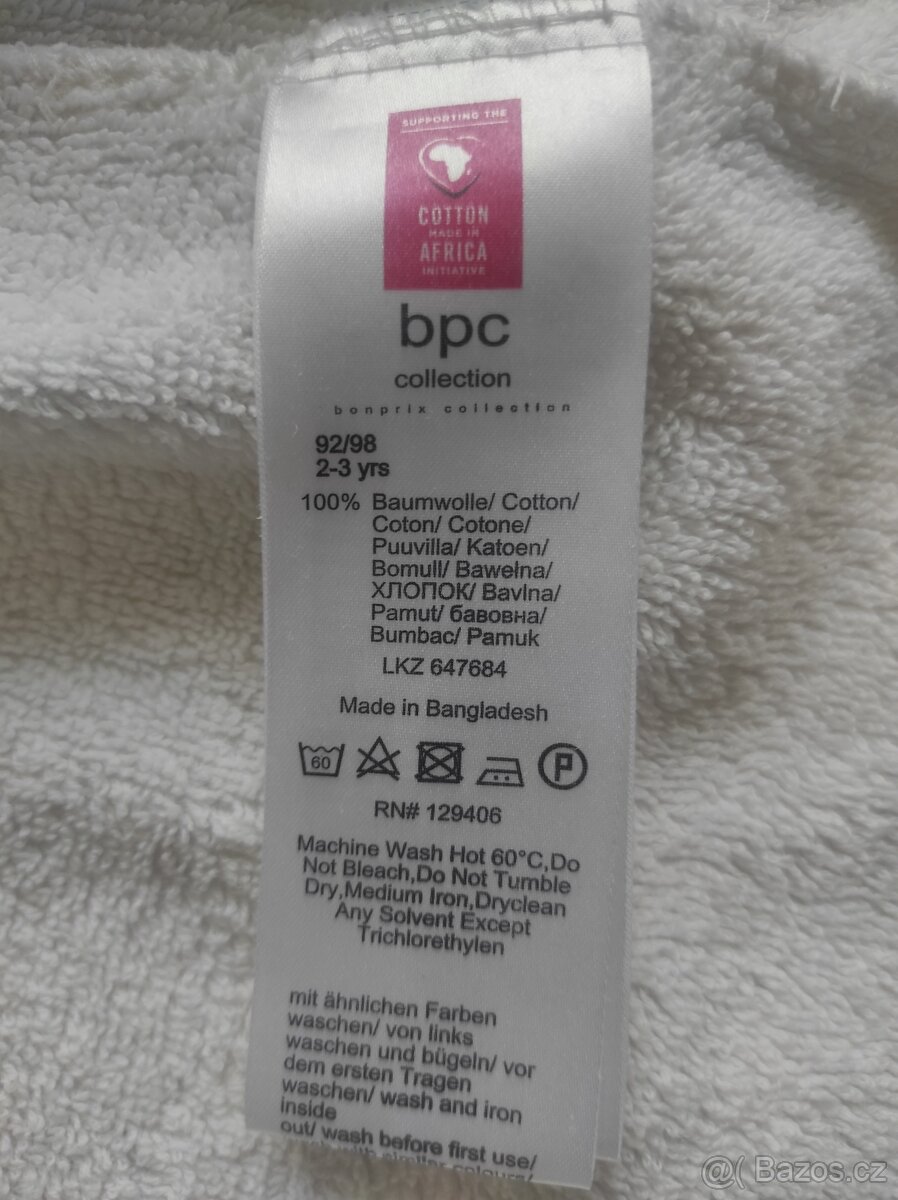 SUPPORTING THE
COTTON
MADE IN
AFRICA
INITIATIVE
bpc
collection
bonprix collection
92/98
2-3 yrs
100% Baumwolle/ Cotton/
Coton/ Cotone/
Puuvilla/ Katoen/
Bomull/ Bawełna/
ХЛОПОК/ Bavlna/
Pamut/ бавовна/
Bumbac/ Pamuk
LKZ 647684
Made in Bangladesh
60
P
RN# 129406
Machine Wash Hot 60°C,Do
Not Bleach,Do Not Tumble
Dry,Medium Iron,Dryclean
Any Solvent Except
Trichlorethylen
mit ähnlichen Farben
waschen/ von links
waschen und bügeln/ vor
dem ersten Tragen
waschen/ wash and iron
inside
out/ wash before first use/
with similar colours/
@( Bazos.cz